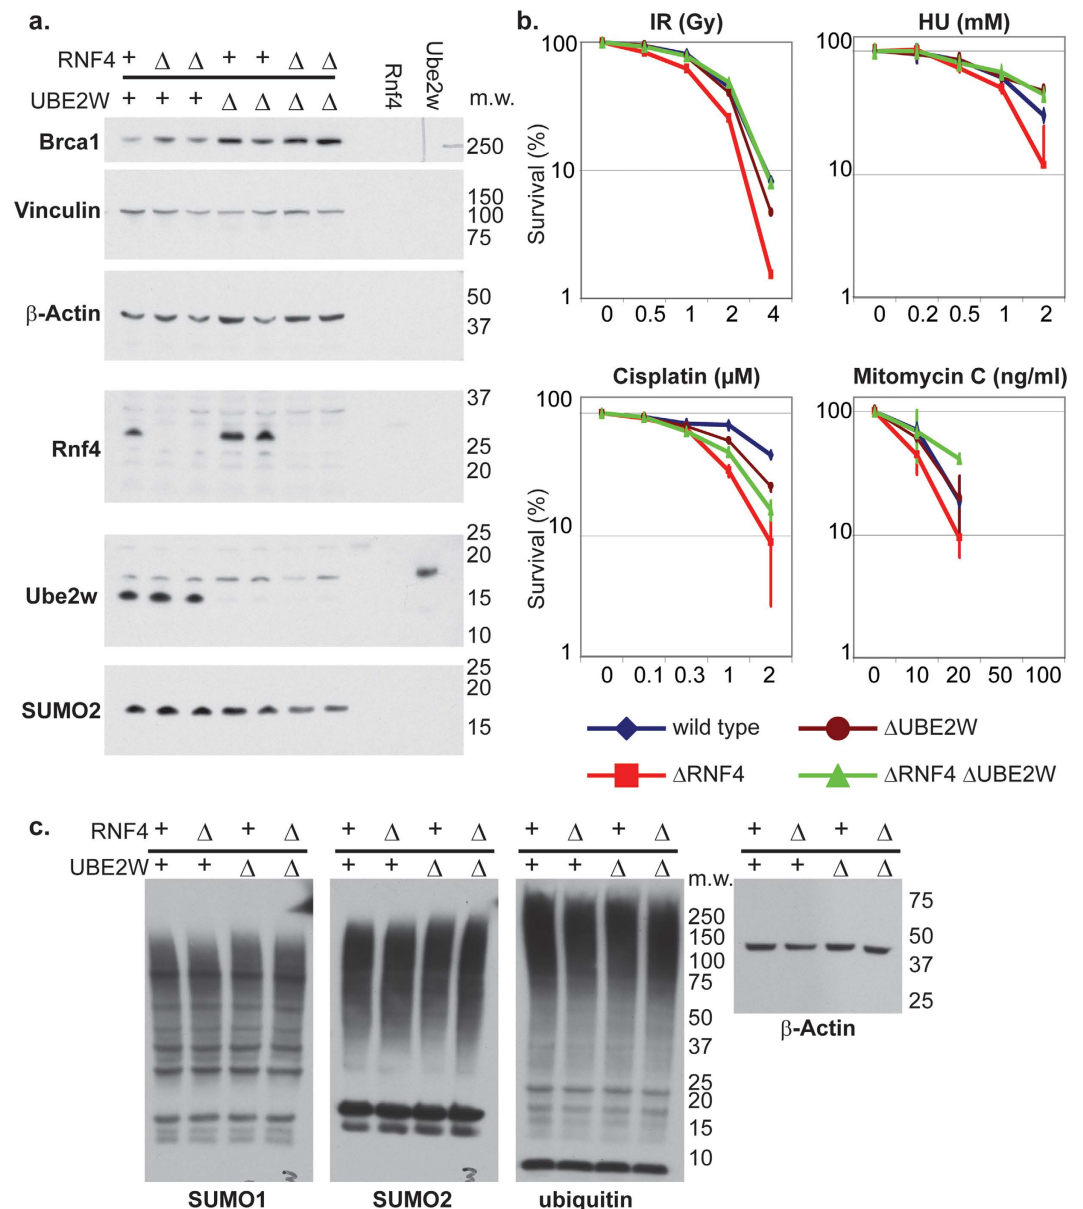 a.
RNF4 + Δ Δ + + Δ Δ
UBE2W + + + Δ Δ Δ Δ
Rnf4
Ube2w
m.w.
Brca1
250
Vinculin
150
100
75
β-Actin
50
37
Rnf4
37
25
20
Ube2w
25
20
15
10
SUMO2
25
20
15
b.
IR (Gy)
Survival (%)
100
10
1
0 0.5 1 2 4
HU (mM)
100
10
1
0 0.2 0.5 1 2
Cisplatin (µM)
Survival (%)
100
10
1
0 0.1 0.3 1 2
Mitomycin C (ng/ml)
100
10
1
0 10 20 50 100
wild type
ΔUBE2W
ΔRNF4
ΔRNF4 ΔUBE2W
c.
RNF4 + Δ + Δ + Δ + Δ + Δ + Δ + Δ + Δ
UBE2W + + Δ Δ + + Δ Δ + + Δ Δ + + Δ Δ
m.w.
250
150
100
75
50
37
25
20
15
10
75
50
37
25
β-Actin
3
3
SUMO1
SUMO2
ubiquitin